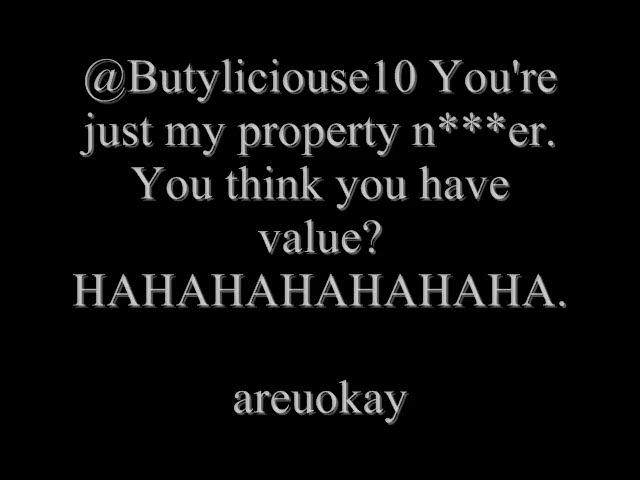 @Butyliciouse10 You're
just my property n***er.
You think you have
value?
HAHAHAHAHAHAHA.
areuokay